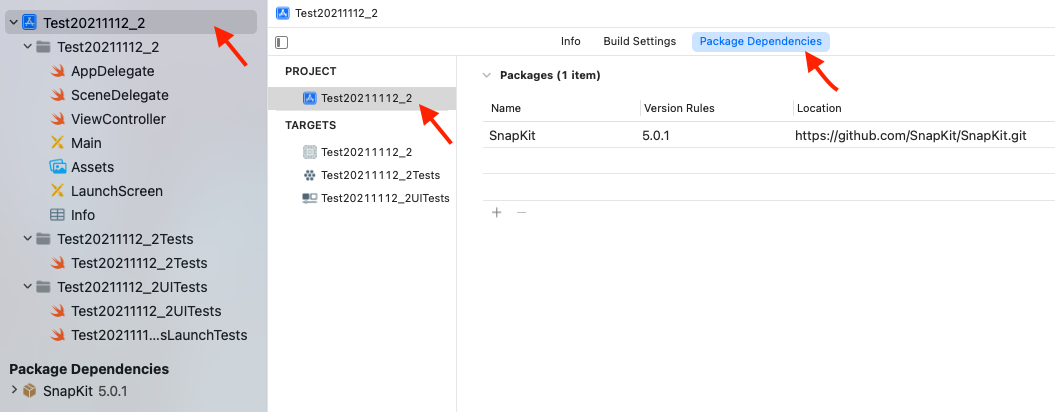 Test20211112_2
Test20211112_2
AppDelegate
SceneDelegate
ViewController
Main
Assets
LaunchScreen
Info
Test20211112_2Tests
Test20211112_2Tests
Test20211112_2UITests
Test20211112_2UITests
Test2021111...sLaunchTests
Package Dependencies
SnapKit 5.0.1
Test20211112_2
Info Build Settings Package Dependencies
PROJECT
Test20211112_2
TARGETS
Test20211112_2
Test20211112_2Tests
Test20211112_2UITests
Packages (1 item)
Name Version Rules Location
SnapKit 5.0.1 https://github.com/SnapKit/SnapKit.git